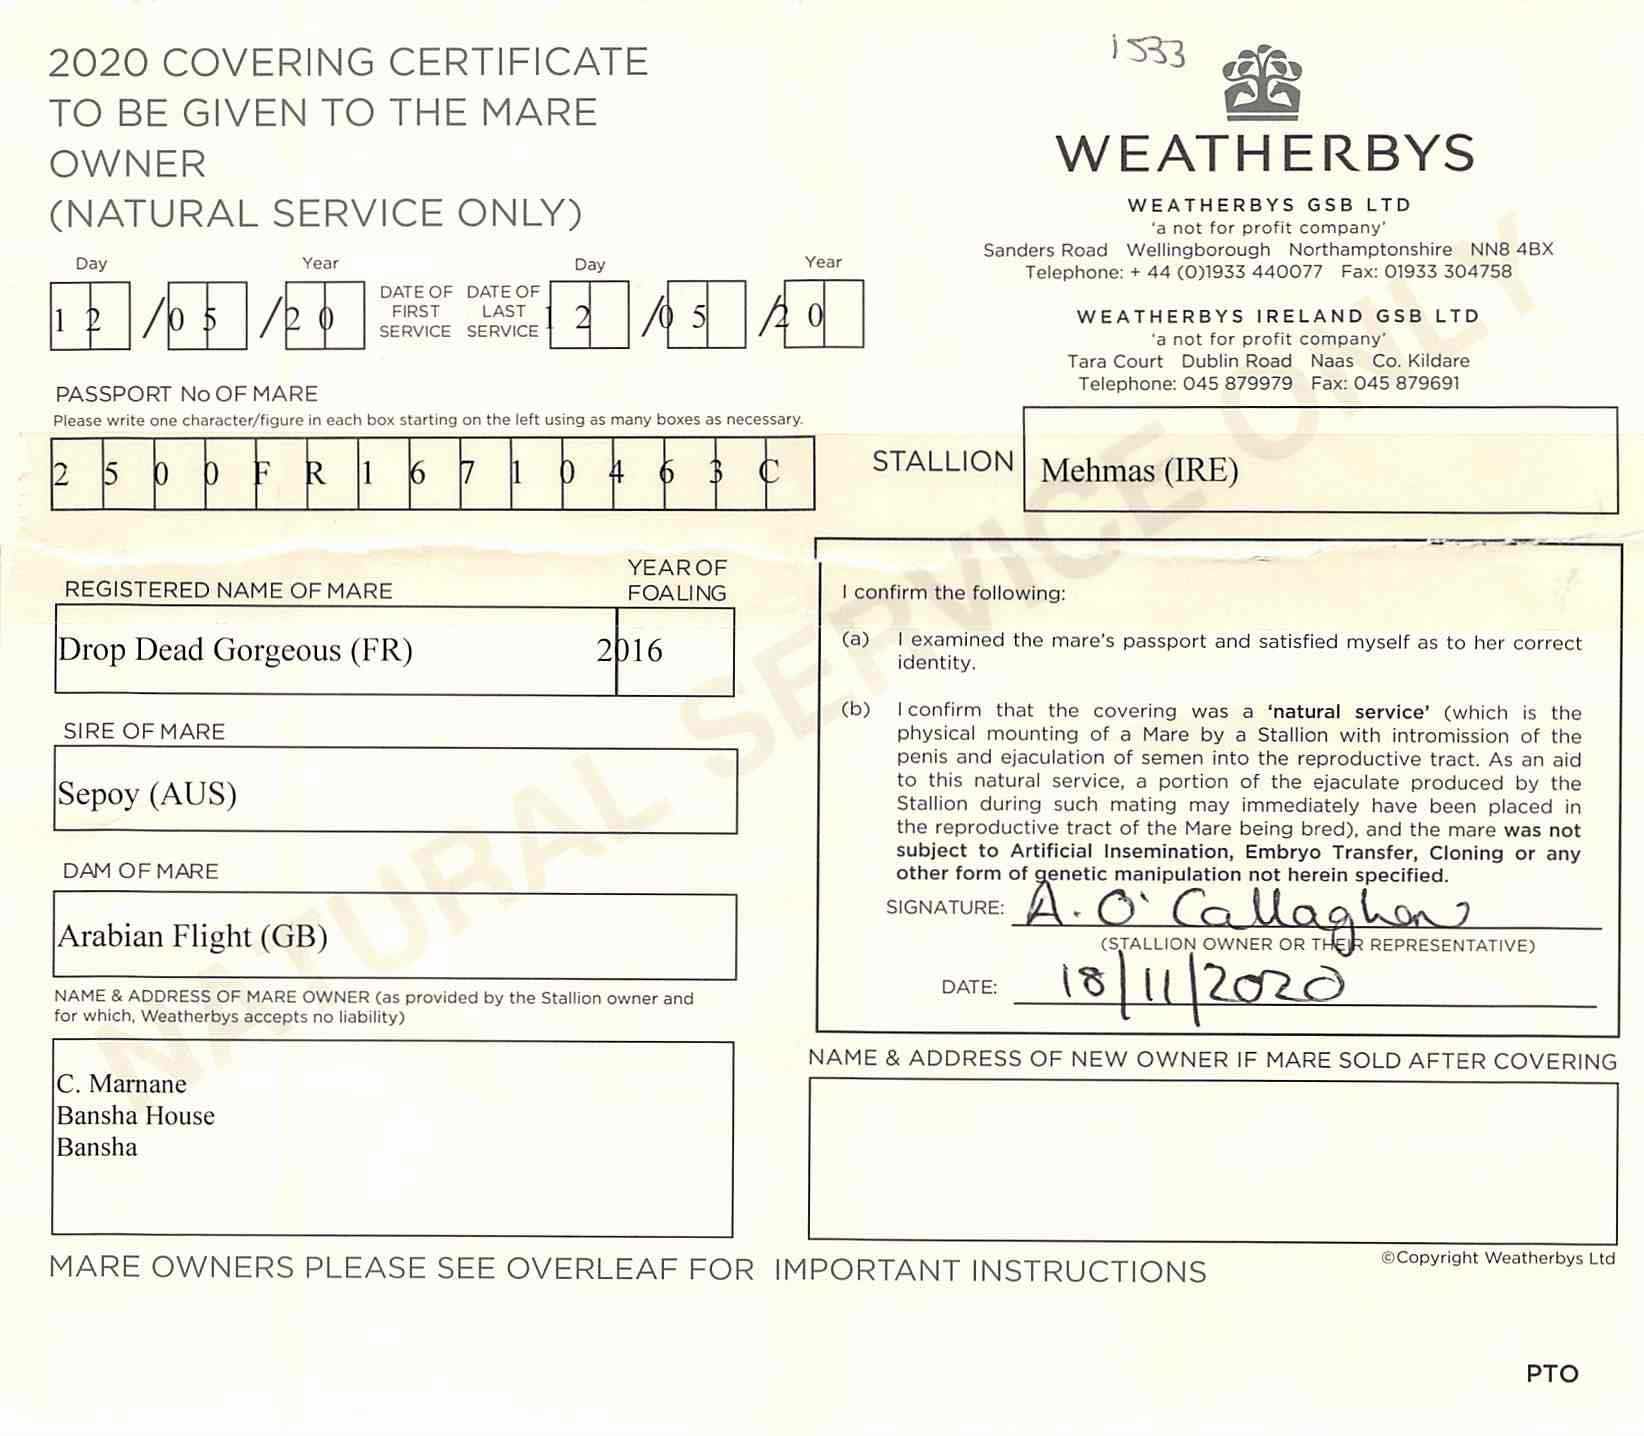 2020 COVERING CERTIFICATE
TO BE GIVEN TO THE MARE
OWNER
(NATURAL SERVICE ONLY)
1533
WEATHERBYS
WEATHERBYS GSB LTD
'a not for profit company'
Sanders Road Wellingborough Northamptonshire NN8 4BX
Telephone: + 44 (0)1933 440077 Fax: 01933 304758
WEATHERBYS IRELAND GSB LTD
'a not for profit company'
Tara Court Dublin Road Naas Co. Kildare
Telephone: 045 879979 Fax: 045 879691
Day Year Day Year
12/05/20 DATE OF FIRST SERVICE DATE OF LAST SERVICE 12/05/20
PASSPORT No OF MARE
Please write one character/figure in each box starting on the left using as many boxes as necessary.
2 5 0 0 F R 1 6 7 1 0 4 6 3 C
STALLION Mehmas (IRE)
REGISTERED NAME OF MARE YEAR OF FOALING
Drop Dead Gorgeous (FR) 2016
SIRE OF MARE
Sepoy (AUS)
DAM OF MARE
Arabian Flight (GB)
NAME & ADDRESS OF MARE OWNER (as provided by the Stallion owner and
for which, Weatherbys accepts no liability)
C. Marnane
Bansha House
Bansha
I confirm the following:
(a) I examined the mare's passport and satisfied myself as to her correct
identity.
(b) I confirm that the covering was a 'natural service' (which is the
physical mounting of a Mare by a Stallion with intromission of the
penis and ejaculation of semen into the reproductive tract. As an aid
to this natural service, a portion of the ejaculate produced by the
Stallion during such mating may immediately have been placed in
the reproductive tract of the Mare being bred), and the mare was not
subject to Artificial Insemination, Embryo Transfer, Cloning or any
other form of genetic manipulation not herein specified.
SIGNATURE: A. O'Callaghan
(STALLION OWNER OR THEIR REPRESENTATIVE)
DATE: 18/11/2020
NAME & ADDRESS OF NEW OWNER IF MARE SOLD AFTER COVERING
©Copyright Weatherbys Ltd
MARE OWNERS PLEASE SEE OVERLEAF FOR IMPORTANT INSTRUCTIONS
PTO
NATURAL SERVICE ONLY